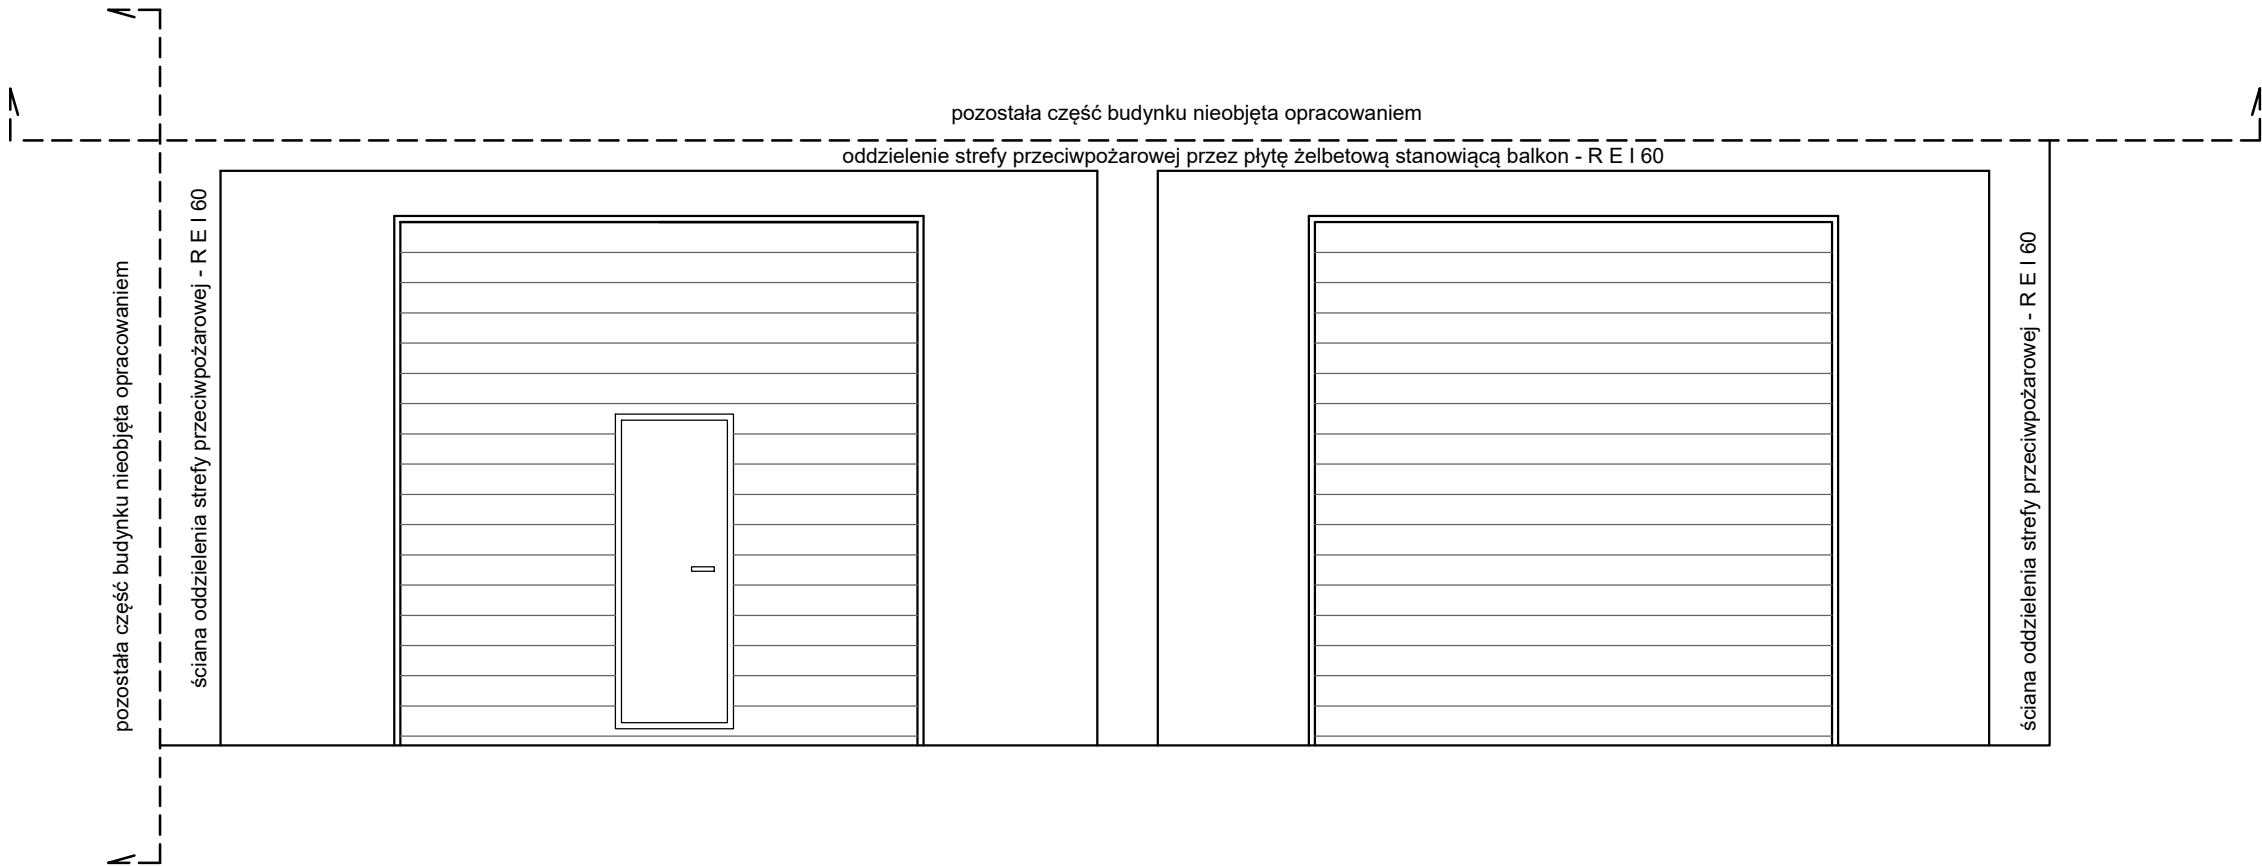 pozostała część budynku nieobjęta opracowaniem
oddzielenie strefy przeciwpożarowej przez płytę żelbetową stanowiącą balkon - R E I 60
pozostała część budynku nieobjęta opracowaniem
ściana oddzielenia strefy przeciwpożarowej - R E I 60
ściana oddzielenia strefy przeciwpożarowej - R E I 60